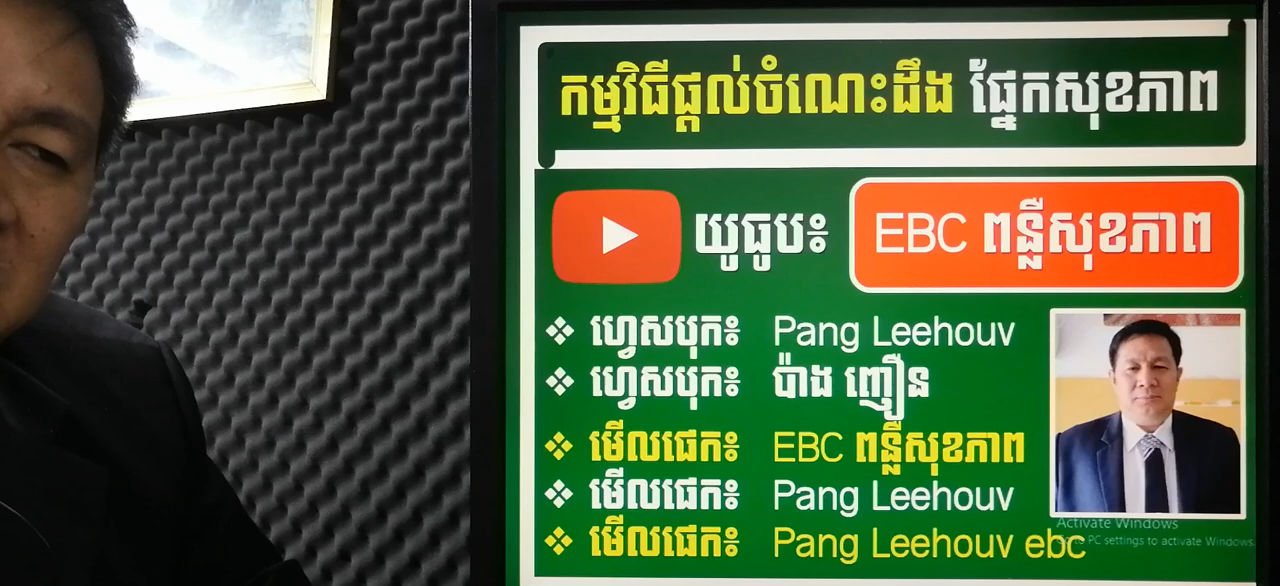 កម្មវិធីផ្តល់ចំណេះដឹង ផ្នែកសុខភាព
យូធូប៖ EBC ពន្លឺសុខភាព
❖ ហ្វេសបុក៖ Pang Leehouv
❖ ហ្វេសបុក៖ ប៉ាង ញឿន
❖ មើលផេក៖ EBC ពន្លឺសុខភាព
❖ មើលផេក៖ Pang Leehouv
❖ មើលផេក៖ Pang Leehouv ebc
Activate Windows
Go to PC settings to activate Windows.